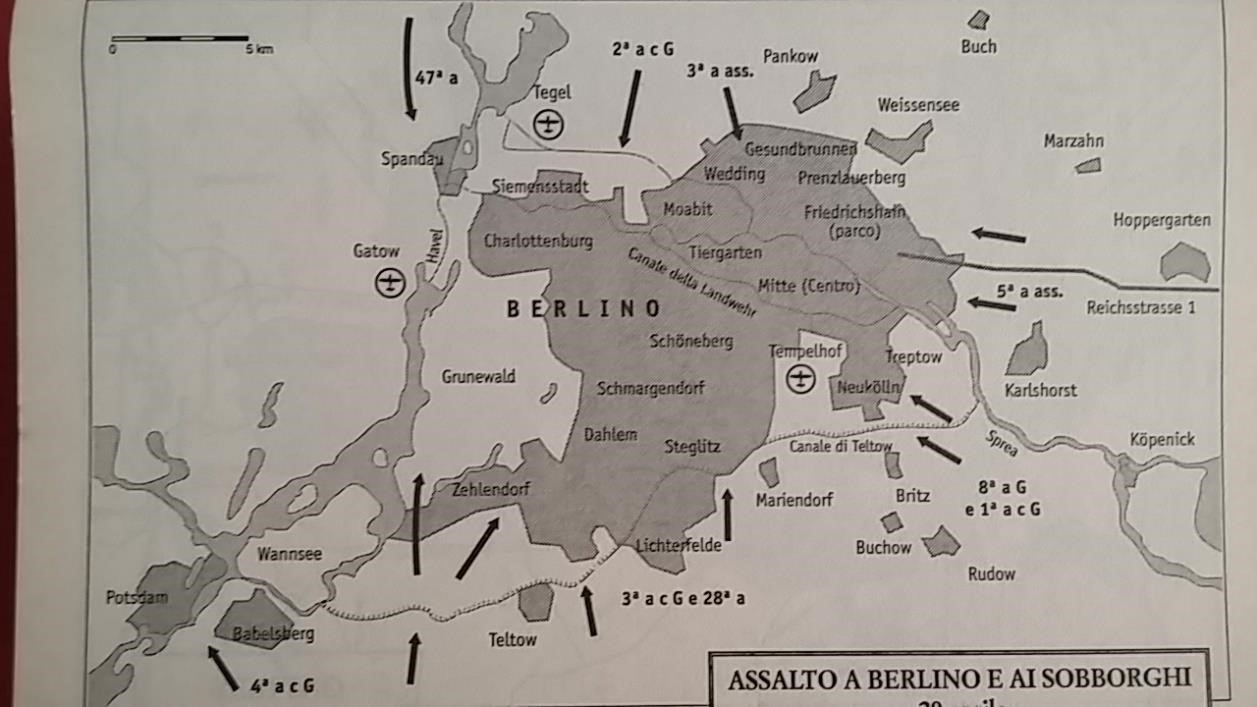 0
5 km
47ª a
2ª a c G
3ª a ass.
Pankow
Buch
Tegel
Weissensee
Marzahn
Spandau
Gesundbrunnen
Siemensstadt
Wedding
Prenzlauerberg
Moabit
Friedrichshain
(parco)
Hoppergarten
Gatow
Havel
Charlottenburg
Tiergarten
Canale della Landwehr
Mitte (Centro)
5ª a ass.
Reichsstrasse 1
BERLINO
Schöneberg
Tempelhof
Treptow
Grunewald
Schmargendorf
Neukölln
Karlshorst
Dahlem
Steglitz
Canale di Teltow
Sprea
Köpenick
Zehlendorf
Mariendorf
Britz
8ª a G
e 1ª a c G
Wannsee
Lichterfelde
Buchow
Rudow
Potsdam
Babelsberg
Teltow
3ª a c G e 28ª a
4ª a c G
ASSALTO A BERLINO E AI SOBBORGHI